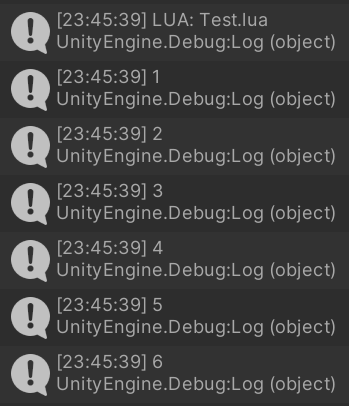 [23:45:39] LUA: Test.lua
UnityEngine.Debug:Log (object)
[23:45:39] 1
UnityEngine.Debug:Log (object)
[23:45:39] 2
UnityEngine.Debug:Log (object)
[23:45:39] 3
UnityEngine.Debug:Log (object)
[23:45:39] 4
UnityEngine.Debug:Log (object)
[23:45:39] 5
UnityEngine.Debug:Log (object)
[23:45:39] 6
UnityEngine.Debug:Log (object)